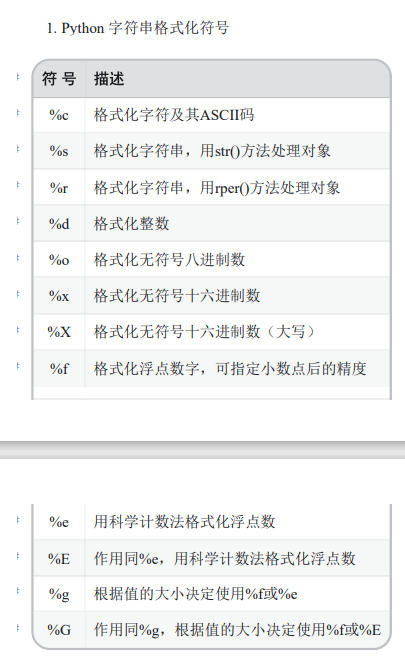 1. Python 字符串格式化符号
符 号 描述
%c 格式化字符及其ASCII码
%s 格式化字符串，用str()方法处理对象
%r 格式化字符串，用rper()方法处理对象
%d 格式化整数
%o 格式化无符号八进制数
%x 格式化无符号十六进制数
%X 格式化无符号十六进制数（大写）
%f 格式化浮点数字，可指定小数点后的精度
%e 用科学计数法格式化浮点数
%E 作用同%e，用科学计数法格式化浮点数
%g 根据值的大小决定使用%f或%e
%G 作用同%g，根据值的大小决定使用%f或%E